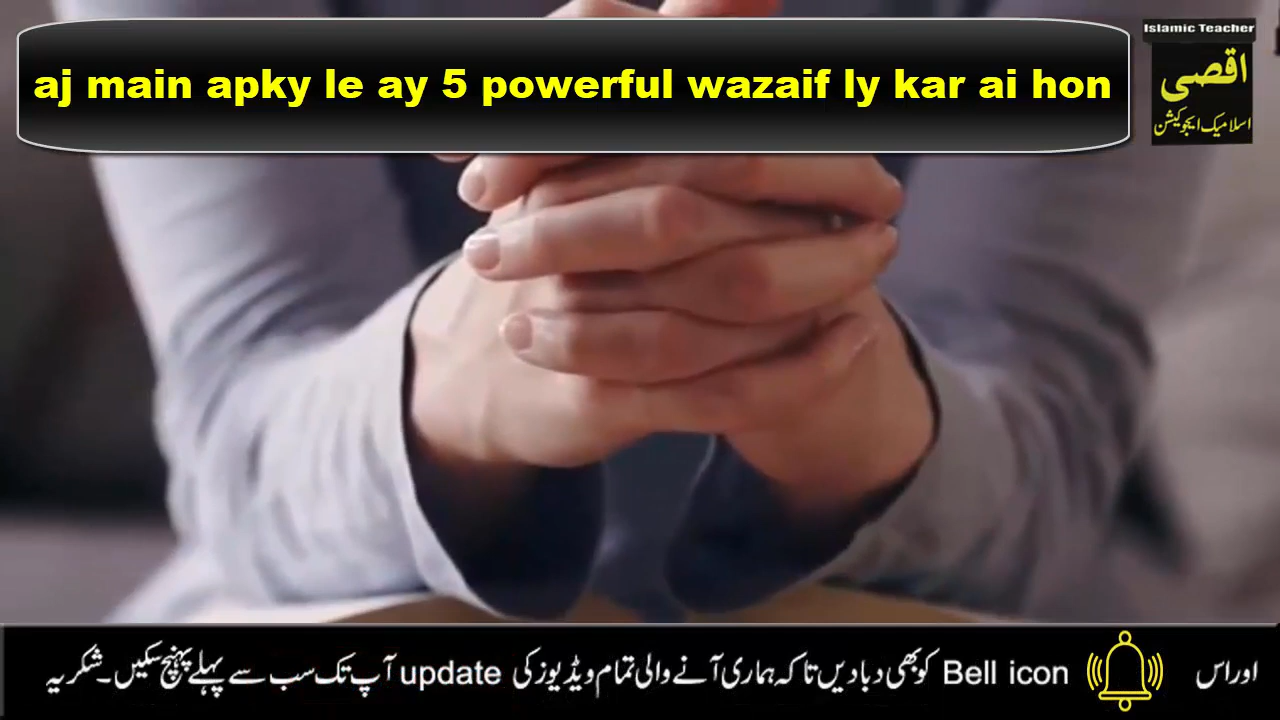 aj main apky le ay 5 powerful wazaif ly kar ai hon
Islamic Teacher
اقصی
اسلامیک ایجوکیشن
اور اس Bell icon کو بھی دبا دیں تاکہ ہماری آنے والی تمام ویڈیوز کی update آپ تک سب سے پہلے پہنچ سکیں۔ شکریہ